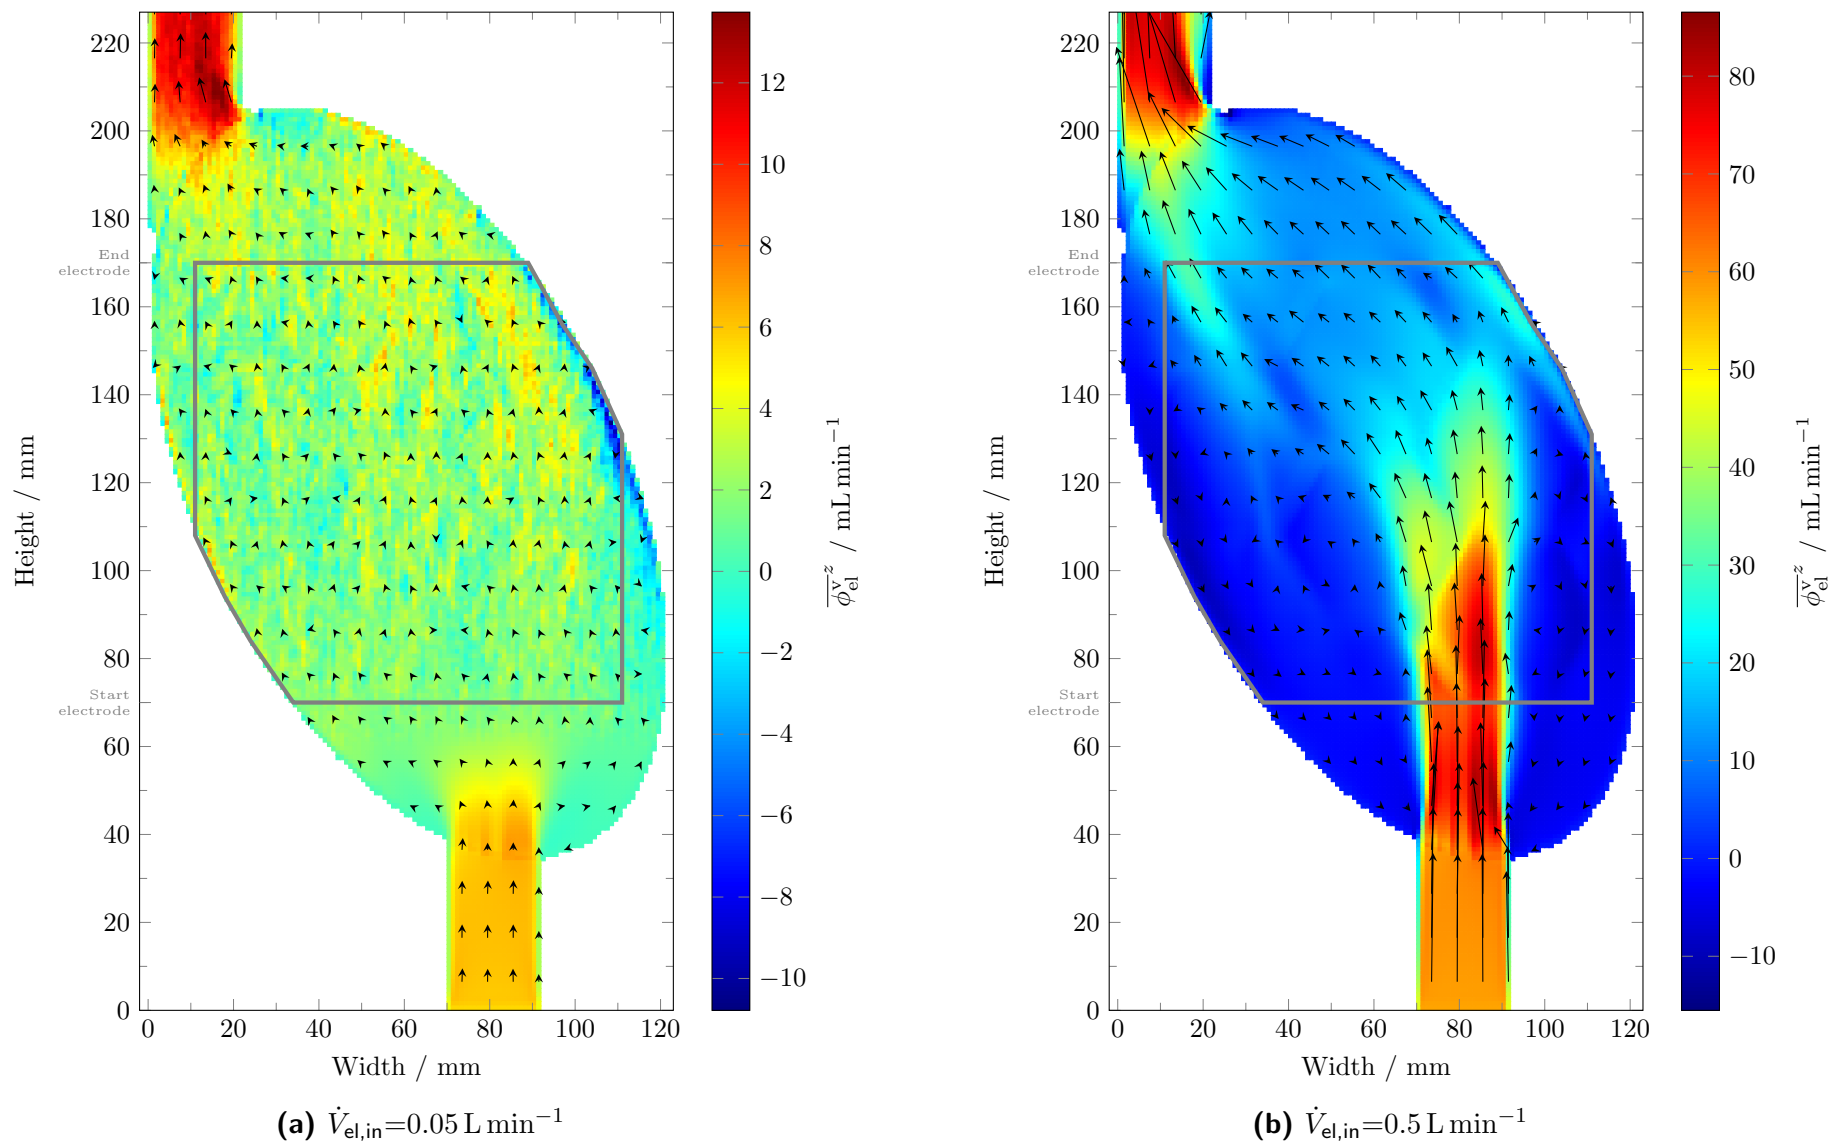 220
200
180
160
140
120
100
80
60
40
20
0
Height / mm
End
electrode
Start
electrode
0 20 40 60 80 100 120
Width / mm
12
10
8
6
4
2
0
−2
−4
−6
−8
−10
ϕ̅ᵛₑₗᶻ / mL min⁻¹
(a) V̇el,in=0.05 L min⁻¹
220
200
180
160
140
120
100
80
60
40
20
0
Height / mm
End
electrode
Start
electrode
0 20 40 60 80 100 120
Width / mm
80
70
60
50
40
30
20
10
0
−10
ϕ̅ᵛₑₗᶻ / mL min⁻¹
(b) V̇el,in=0.5 L min⁻¹